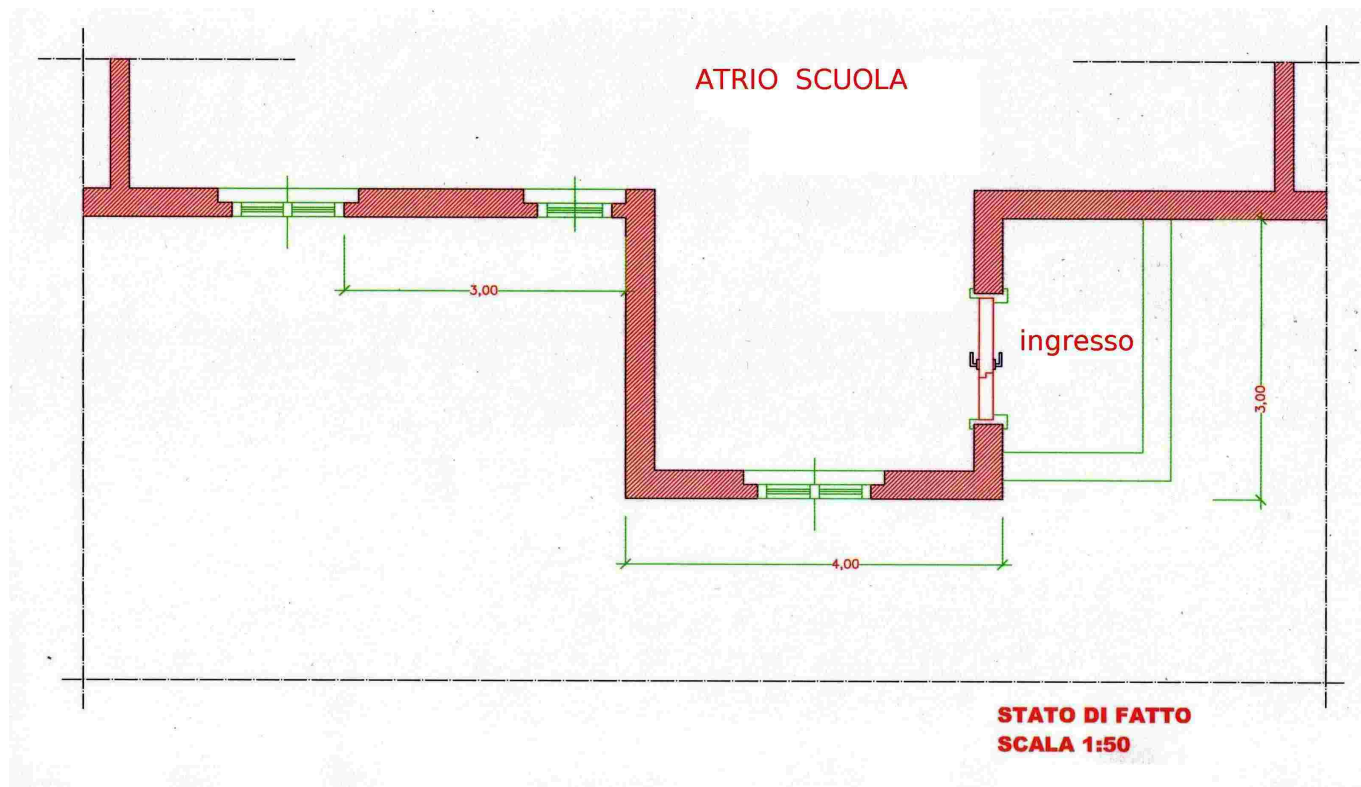 ATRIO SCUOLA
3,00
ingresso
3,00
4,00
STATO DI FATTO
SCALA 1:50